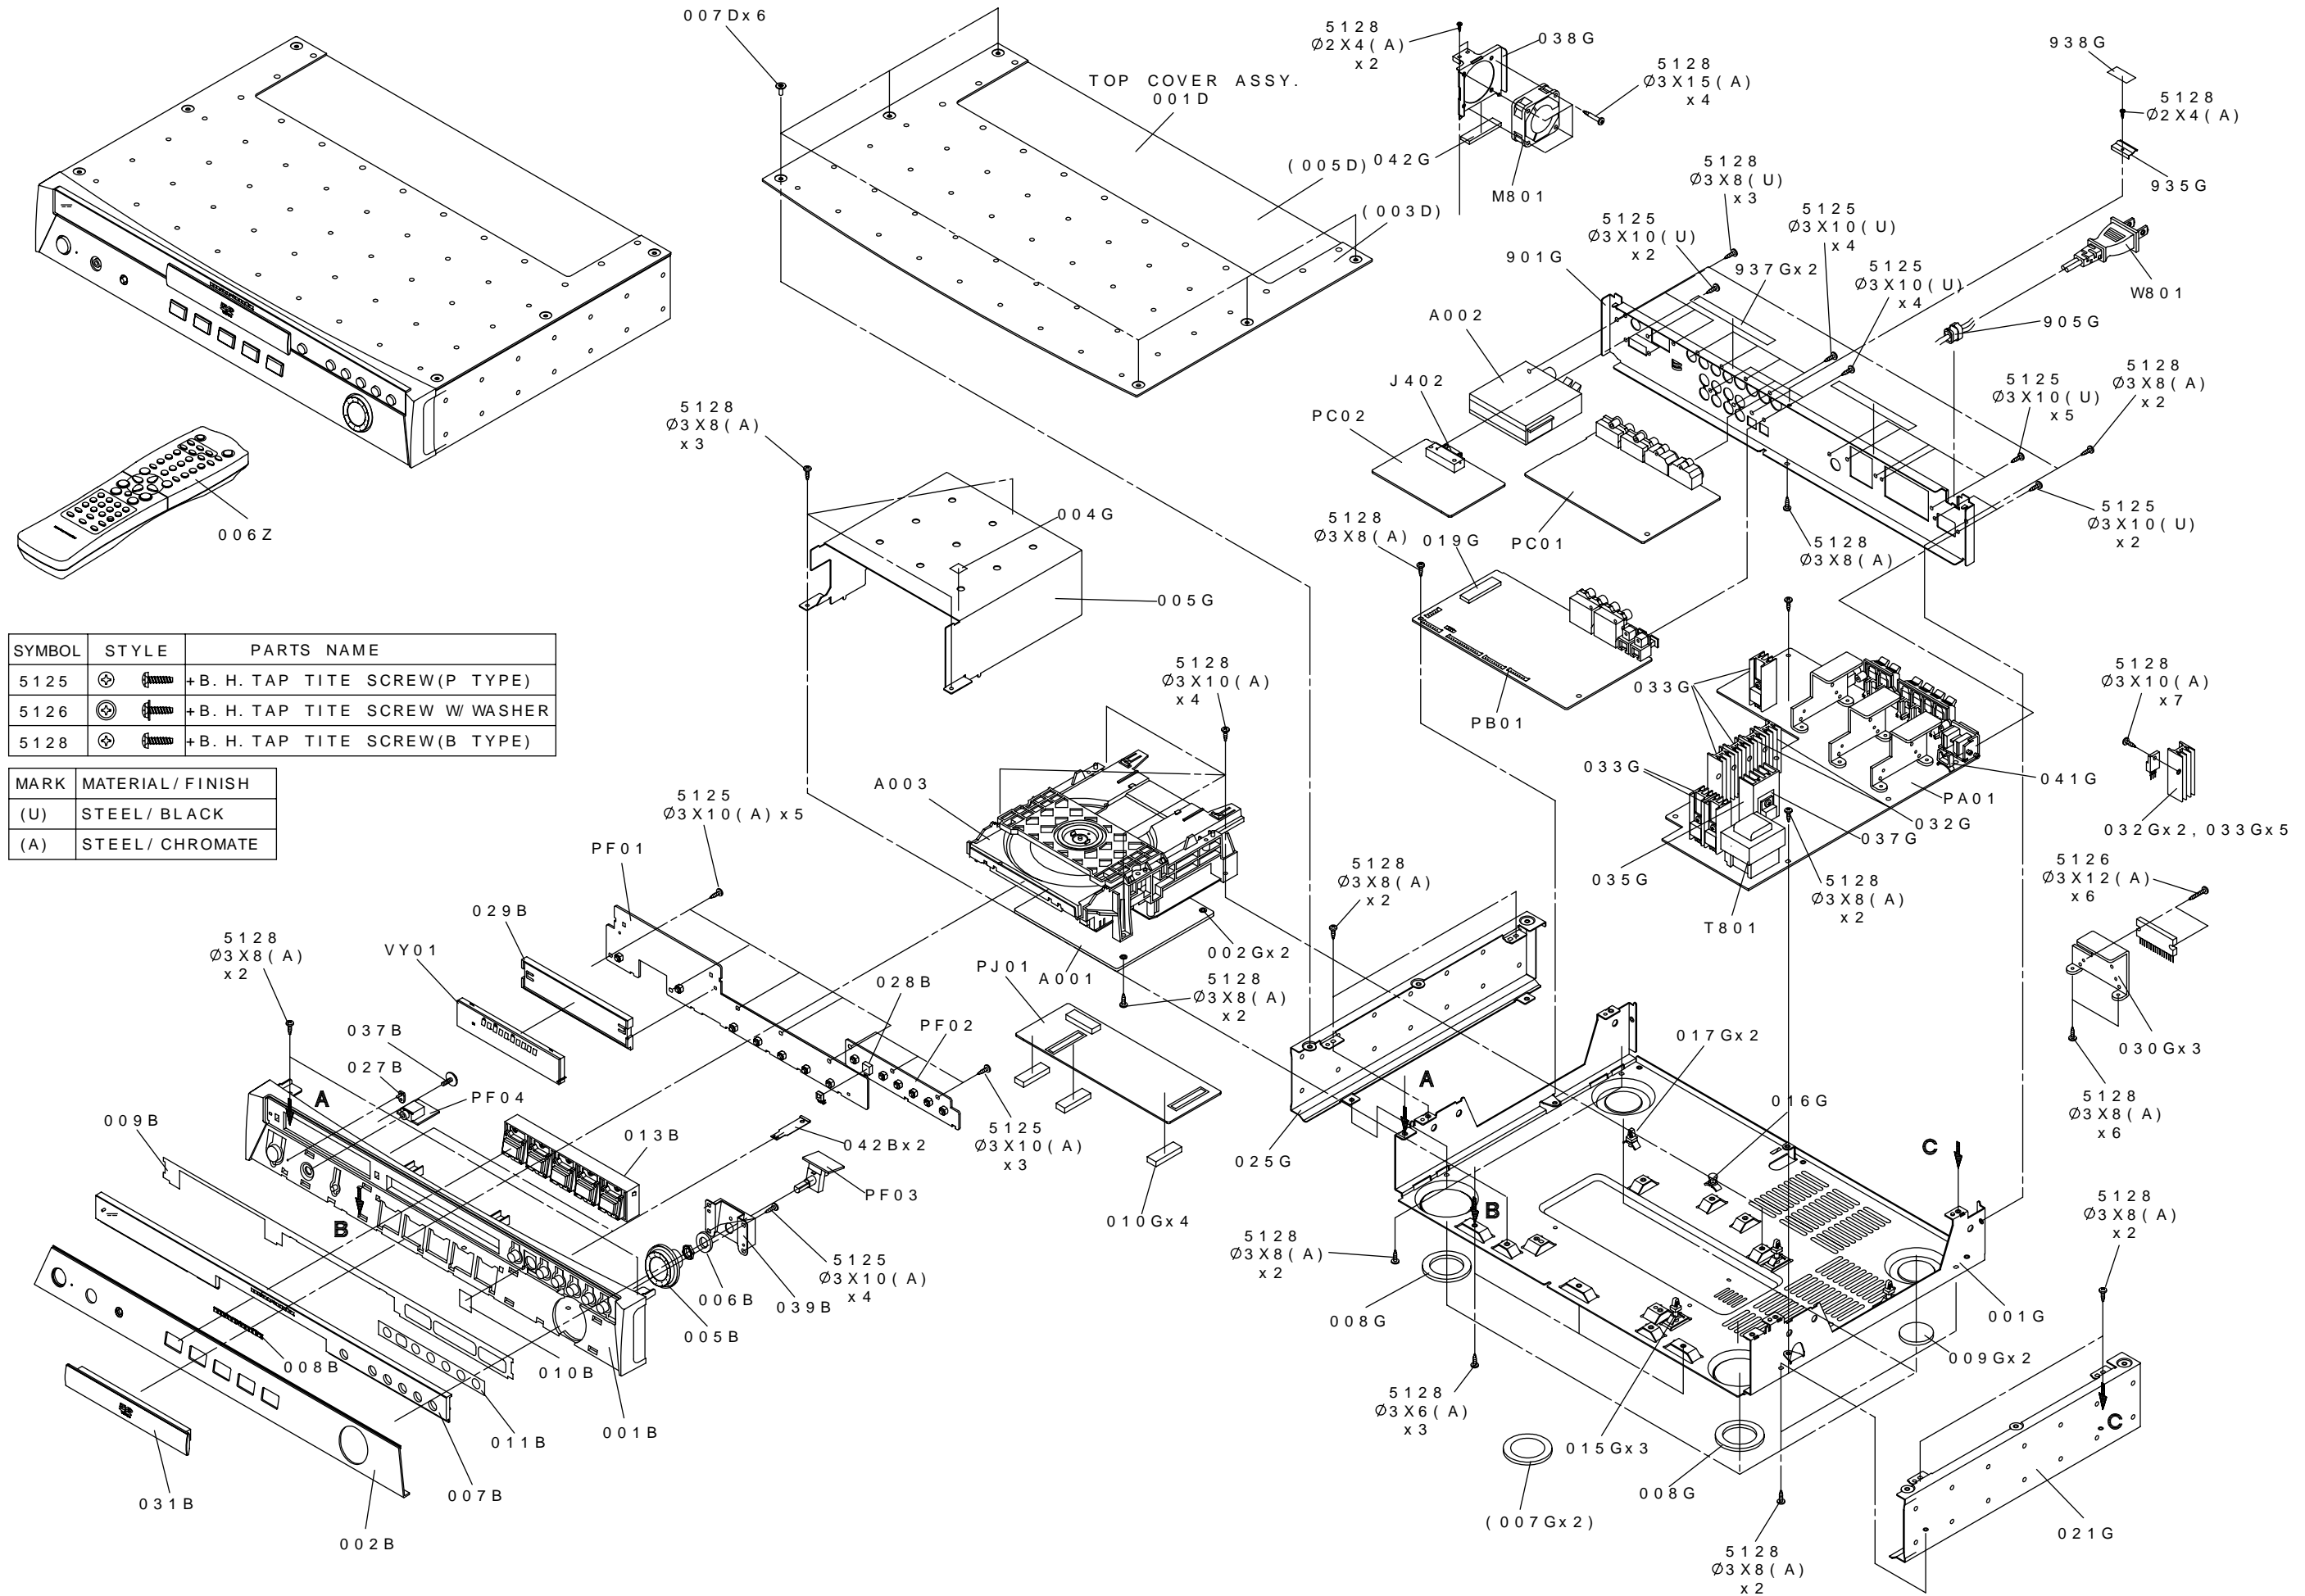 007Dx6
TOP COVER ASSY.
001D
(005D)
(003D)
5128
Ø2X4(A)
x2
038G
5128
Ø3X15(A)
x4
042G
M801
938G
5128
Ø2X4(A)
935G
W801
905G
5128
Ø3X8(U)
x3
5125
Ø3X10(U)
x2
5125
Ø3X10(U)
x4
5125
Ø3X10(U)
x4
937Gx2
901G
A002
J402
PC02
PC01
5125
Ø3X10(U)
x5
5128
Ø3X8(A)
x2
5125
Ø3X10(U)
x2
5128
Ø3X8(A)
5128
Ø3X8(A)
019G
PB01
006Z
5128
Ø3X8(A)
x3
004G
005G
SYMBOL STYLE PARTS NAME
5125 +B.H.TAP TITE SCREW(P TYPE)
5126 +B.H.TAP TITE SCREW W/WASHER
5128 +B.H.TAP TITE SCREW(B TYPE)
MARK MATERIAL/FINISH
(U) STEEL/BLACK
(A) STEEL/CHROMATE
5128
Ø3X10(A)
x4
A003
033G
033G
035G
T801
037G
032G
PA01
041G
5128
Ø3X8(A)
x2
5128
Ø3X10(A)
x7
032Gx2, 033Gx5
5126
Ø3X12(A)
x6
030Gx3
5128
Ø3X8(A)
x6
5125
Ø3X10(A) x5
PF01
029B
VY01
5128
Ø3X8(A)
x2
037B
027B
PF04
009B
A
B
013B
028B
PF02
5125
Ø3X10(A)
x3
042Bx2
PF03
5125
Ø3X10(A)
x4
039B
006B
005B
010B
001B
011B
007B
008B
002B
031B
002Gx2
A001
5128
Ø3X8(A)
x2
PJ01
010Gx4
5128
Ø3X8(A)
x2
025G
A
B
C
017Gx2
016G
5128
Ø3X8(A)
x2
008G
5128
Ø3X6(A)
x3
(007Gx2)
015Gx3
008G
001G
009Gx2
5128
Ø3X8(A)
x2
C
021G
5128
Ø3X8(A)
x2